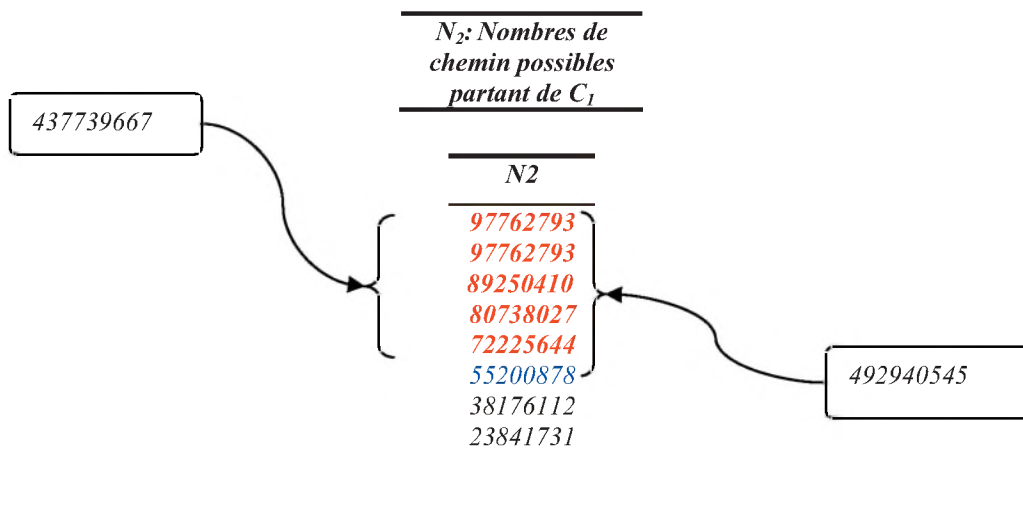 N2: Nombres de
chemin possibles
partant de C1
437739667
N2
97762793
97762793
89250410
80738027
72225644
55200878
38176112
23841731
492940545